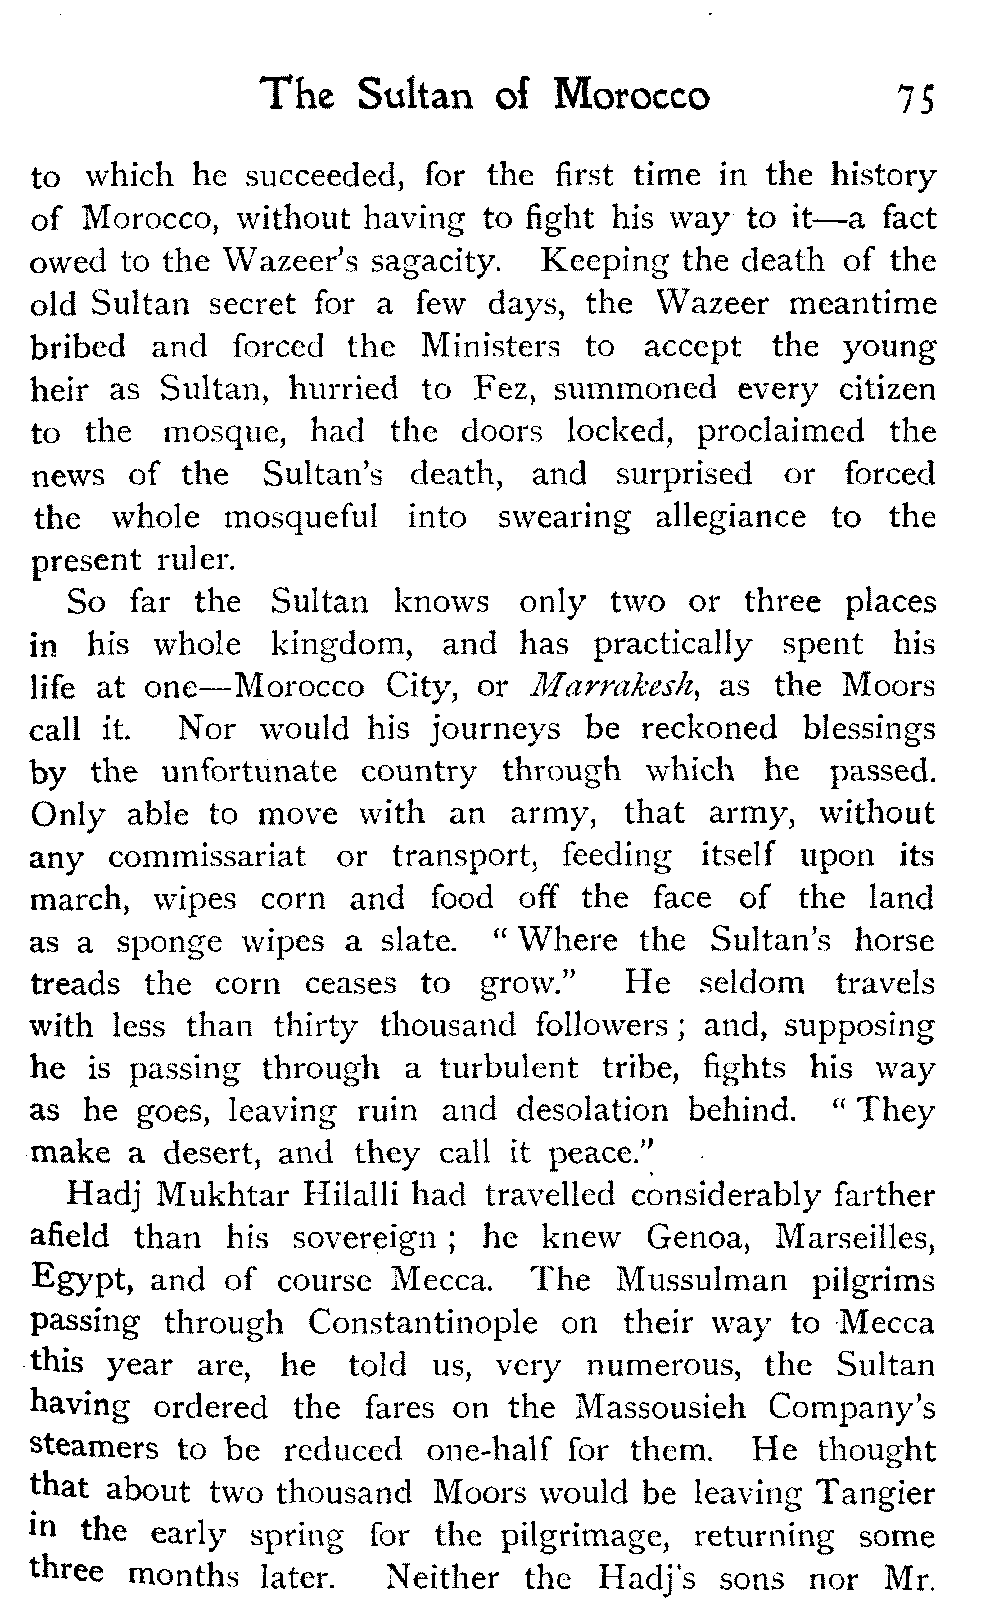 The Sultan of Morocco 75
to which he succeeded, for the first time in the history
of Morocco, without having to fight his way to it—a fact
owed to the Wazeer's sagacity. Keeping the death of the
old Sultan secret for a few days, the Wazeer meantime
bribed and forced the Ministers to accept the young
heir as Sultan, hurried to Fez, summoned every citizen
to the mosque, had the doors locked, proclaimed the
news of the Sultan's death, and surprised or forced
the whole mosqueful into swearing allegiance to the
present ruler.
So far the Sultan knows only two or three places
in his whole kingdom, and has practically spent his
life at one—Morocco City, or Marrakesh, as the Moors
call it. Nor would his journeys be reckoned blessings
by the unfortunate country through which he passed.
Only able to move with an army, that army, without
any commissariat or transport, feeding itself upon its
march, wipes corn and food off the face of the land
as a sponge wipes a slate. “Where the Sultan's horse
treads the corn ceases to grow.” He seldom travels
with less than thirty thousand followers; and, supposing
he is passing through a turbulent tribe, fights his way
as he goes, leaving ruin and desolation behind. “They
make a desert, and they call it peace.”
Hadj Mukhtar Hilalli had travelled considerably farther
afield than his sovereign; he knew Genoa, Marseilles,
Egypt, and of course Mecca. The Mussulman pilgrims
passing through Constantinople on their way to Mecca
this year are, he told us, very numerous, the Sultan
having ordered the fares on the Massousieh Company's
steamers to be reduced one-half for them. He thought
that about two thousand Moors would be leaving Tangier
in the early spring for the pilgrimage, returning some
three months later. Neither the Hadj's sons nor Mr.